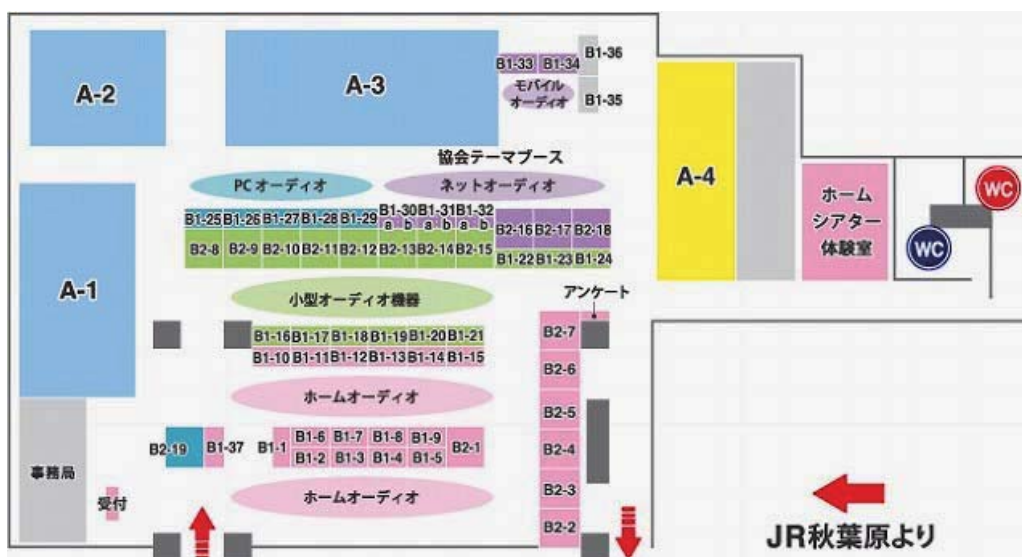 A-2
A-3
B1-33 B1-34 B1-36
モバイル
オーディオ B1-35
協会テーマブース
A-4
ホーム
シアター
体験室
WC
WC
PCオーディオ ネットオーディオ
B1-25 B1-26 B1-27 B1-28 B1-29 B1-30 B1-31 B1-32
a b a b a b
B2-16 B2-17 B2-18
B2-8 B2-9 B2-10 B2-11 B2-12 B2-13 B2-14 B2-15
B1-22 B1-23 B1-24
A-1
小型オーディオ機器
アンケート
B1-16 B1-17 B1-18 B1-19 B1-20 B1-21
B1-10 B1-11 B1-12 B1-13 B1-14 B1-15
B2-7
B2-6
ホームオーディオ
B2-5
B2-19 B1-37 B1-1 B1-6 B1-7 B1-8 B1-9 B2-1
B1-2 B1-3 B1-4 B1-5
B2-4
事務局
B2-3
受付
ホームオーディオ
B2-2
JR秋葉原より